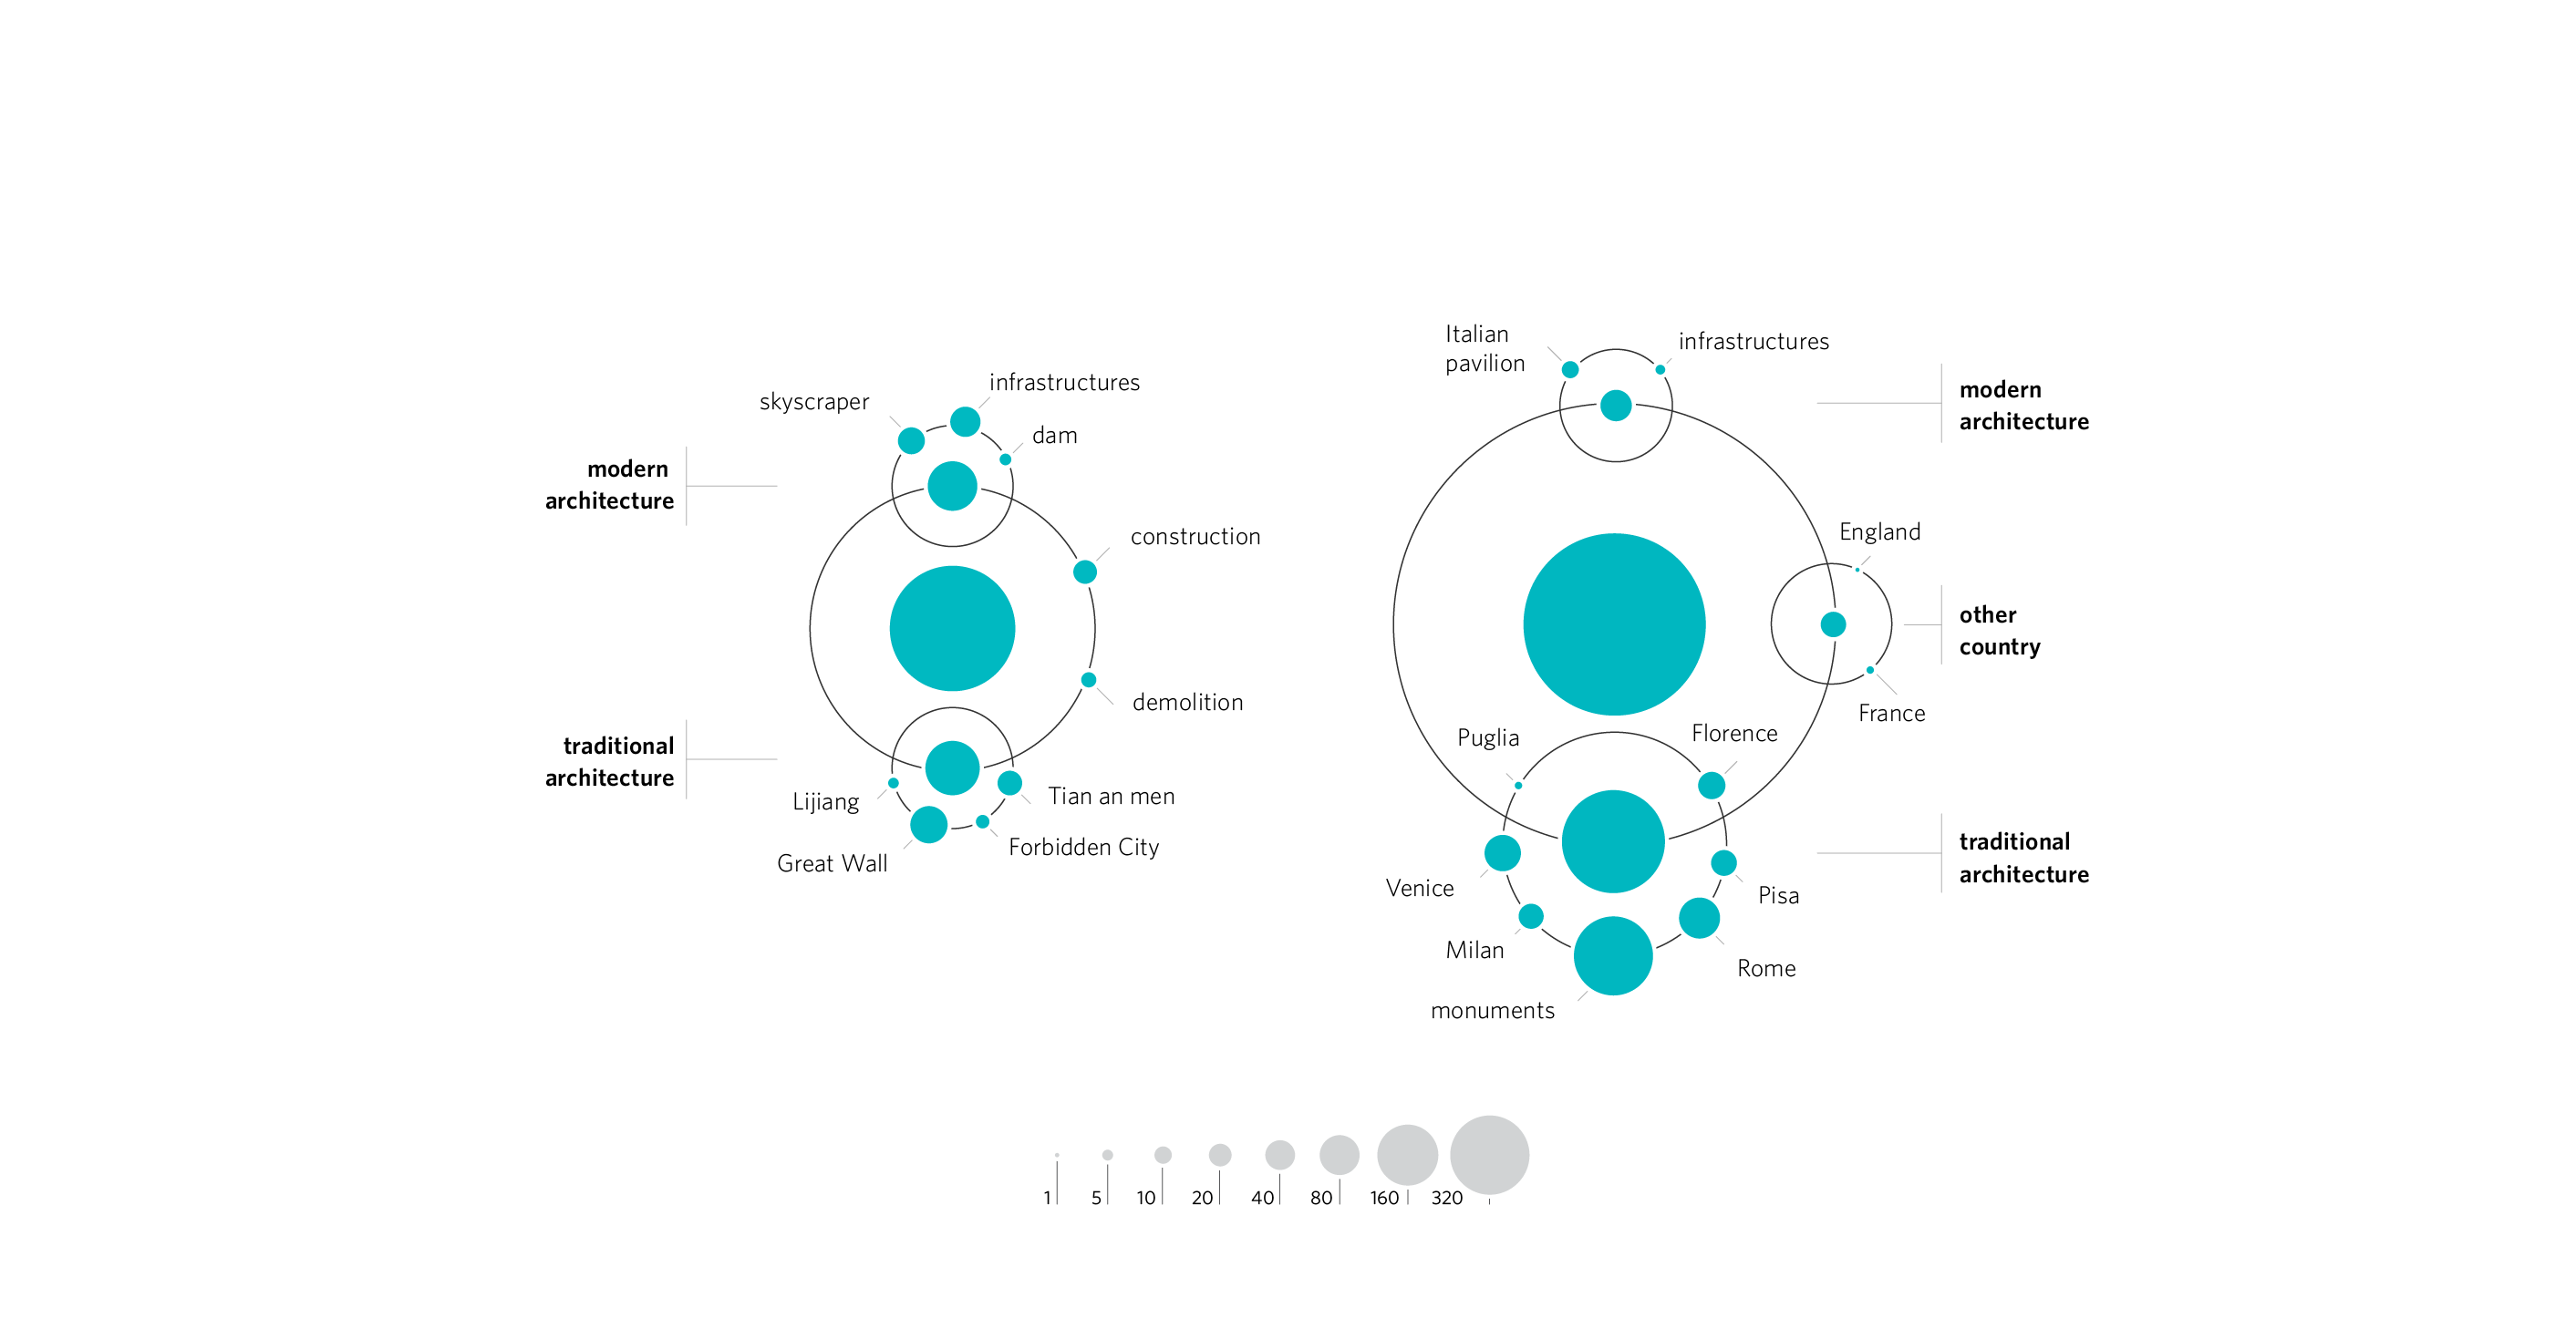 skyscraper
infrastructures
dam
modern
architecture
construction
demolition
traditional
architecture
Lijiang
Great Wall
Tian an men
Forbidden City
Italian
pavilion
infrastructures
modern
architecture
England
other
country
France
Puglia
Florence
Venice
Milan
monuments
Pisa
Rome
traditional
architecture
1 5 10 20 40 80 160 320